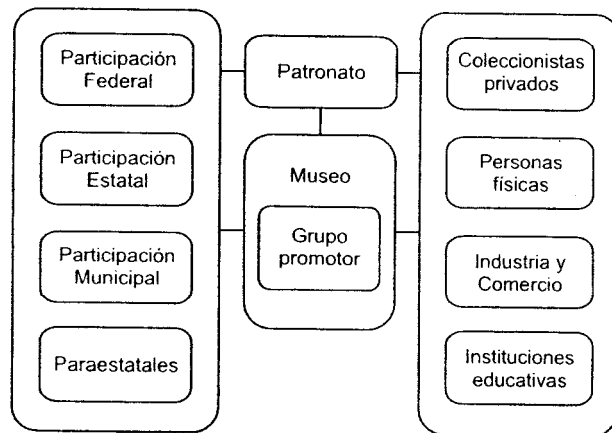 Participación
Federal
Participación
Estatal
Participación
Municipal
Paraestatales
Patronato
Museo
Grupo
promotor
Coleccionistas
privados
Personas
físicas
Industria y
Comercio
Instituciones
educativas